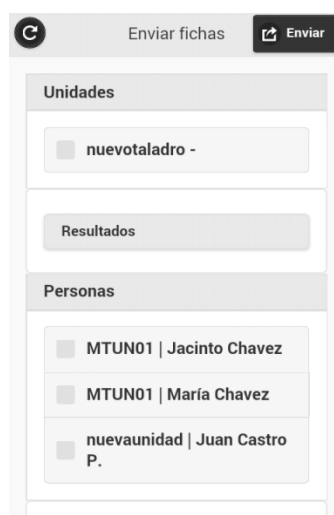 Enviar fichas
Enviar
Unidades
nuevotaladro -
Resultados
Personas
MTUN01 | Jacinto Chavez
MTUN01 | María Chavez
nuevaunidad | Juan Castro
P.